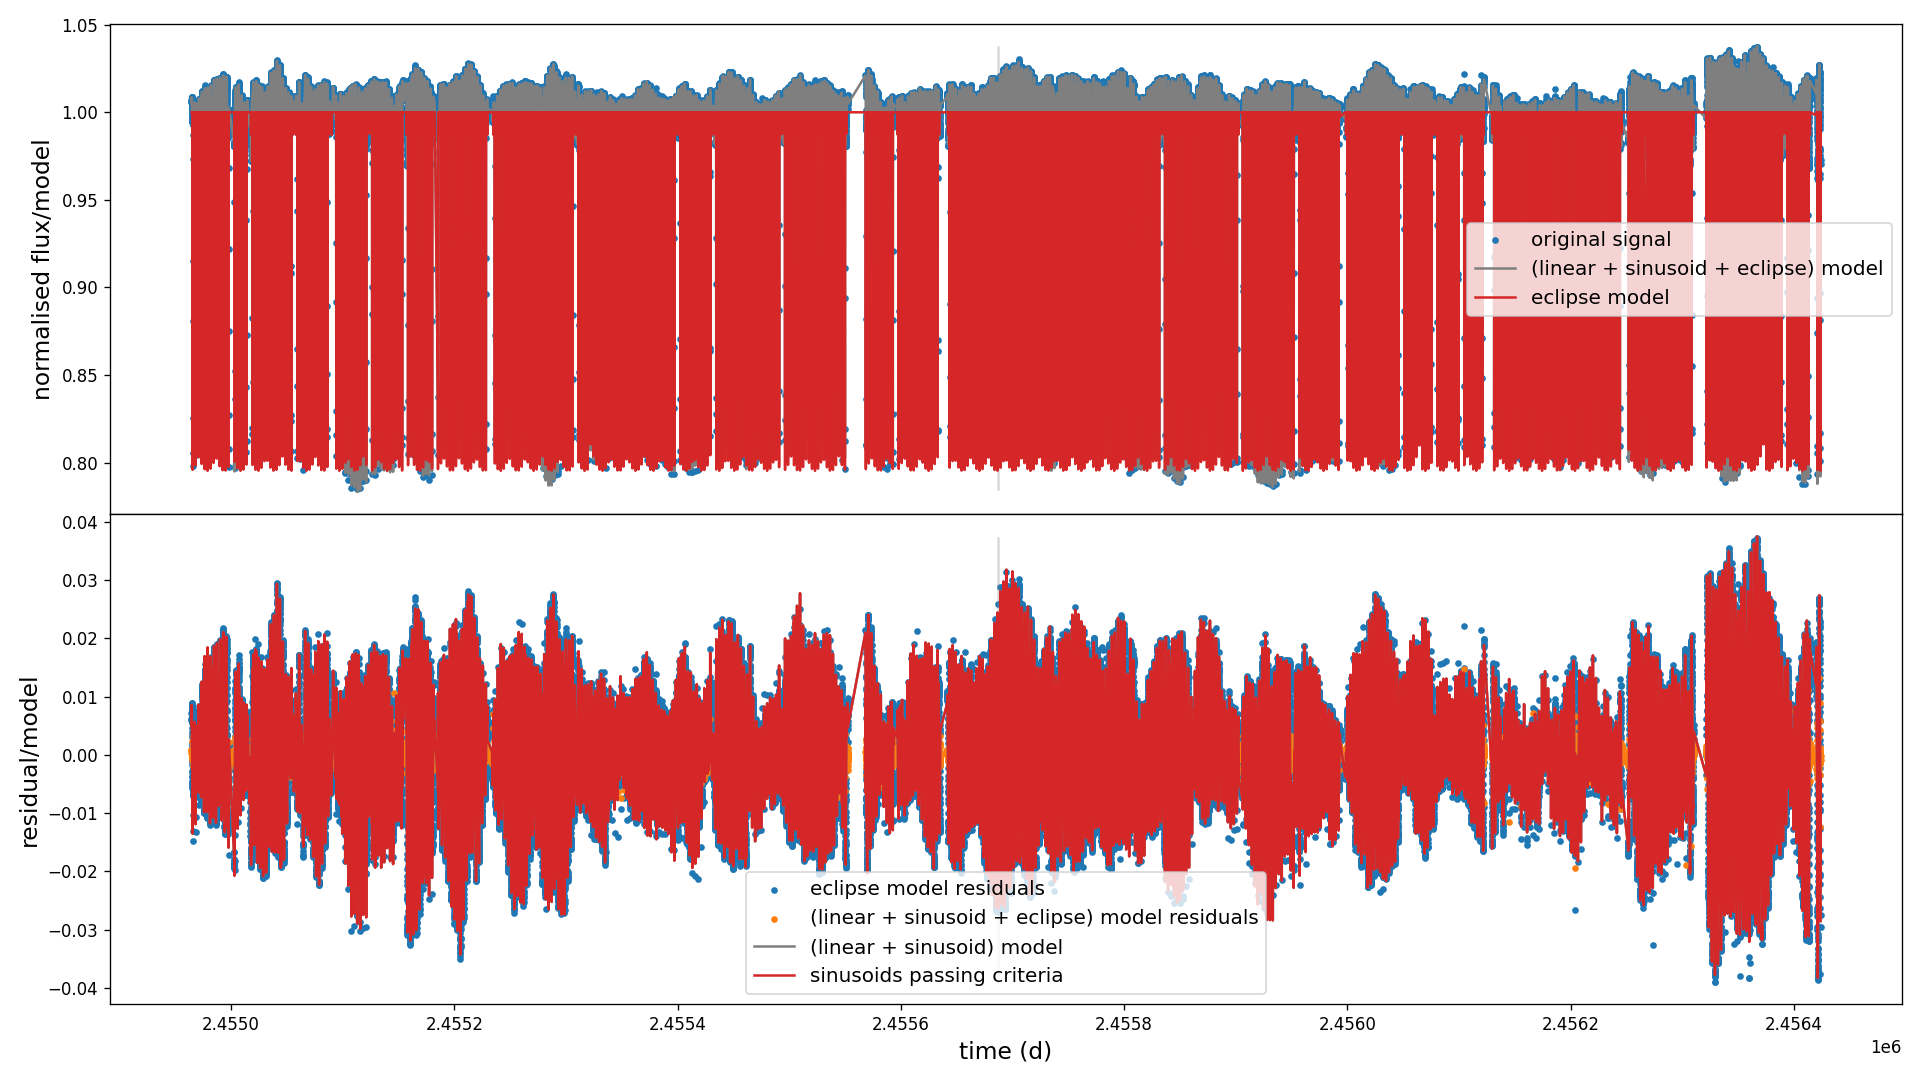 1.05
1.00
0.95
0.90
0.85
0.80
normalised flux/model
original signal
(linear + sinusoid + eclipse) model
eclipse model
0.04
0.03
0.02
0.01
0.00
−0.01
−0.02
−0.03
−0.04
residual/model
eclipse model residuals
(linear + sinusoid + eclipse) model residuals
(linear + sinusoid) model
sinusoids passing criteria
2.4550 2.4552 2.4554 2.4556 2.4558 2.4560 2.4562 2.4564
1e6
time (d)